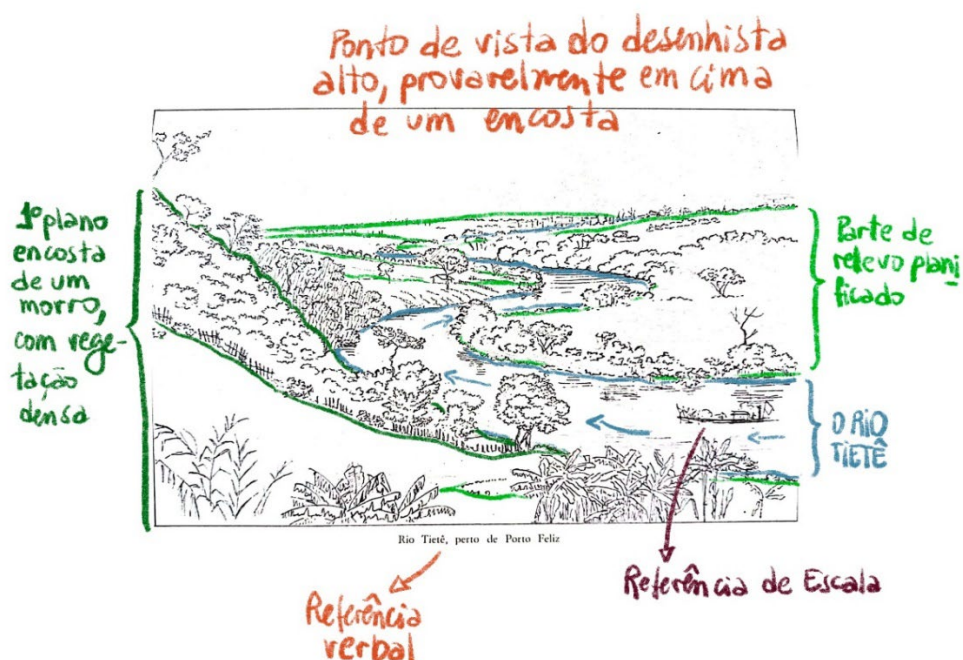 Ponto de vista do desenhista
alto, provavelmente em cima
de um encosta
1º plano
encosta
de um
morro,
com vege-
tação
densa
Parte de
relevo plani
ficado
O RIO
TIETÊ
Rio Tietê, perto de Porto Feliz
Referência de Escala
Referência
verbal